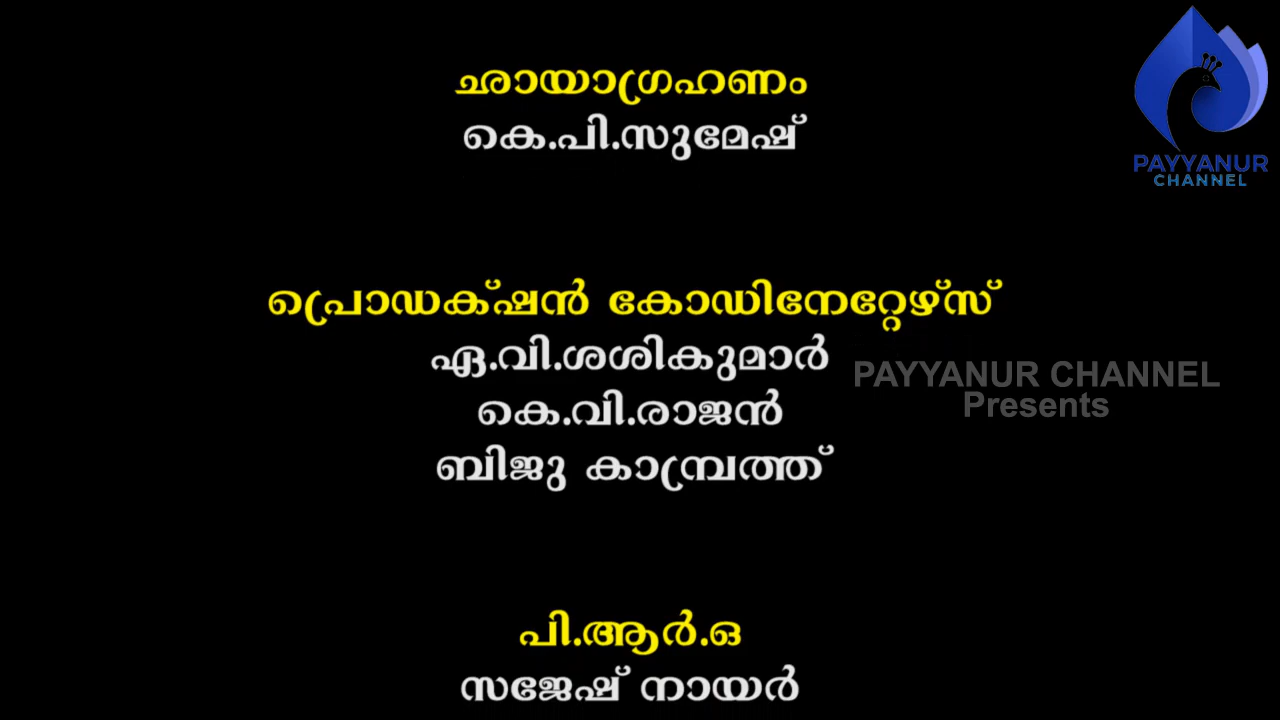 ഛായാഗ്രഹണം
കെ.പി.സുമേഷ്
PAYYANUR
CHANNEL
പ്രൊഡക്ഷൻ കോഡിനേറ്റേഴ്സ്
ഏ.വി.ശശികുമാർ
കെ.വി.രാജൻ
ബിജു കാമ്പ്രത്ത്
PAYYANUR CHANNEL
Presents
പി.ആർ.ഒ
സജേഷ് നായർ